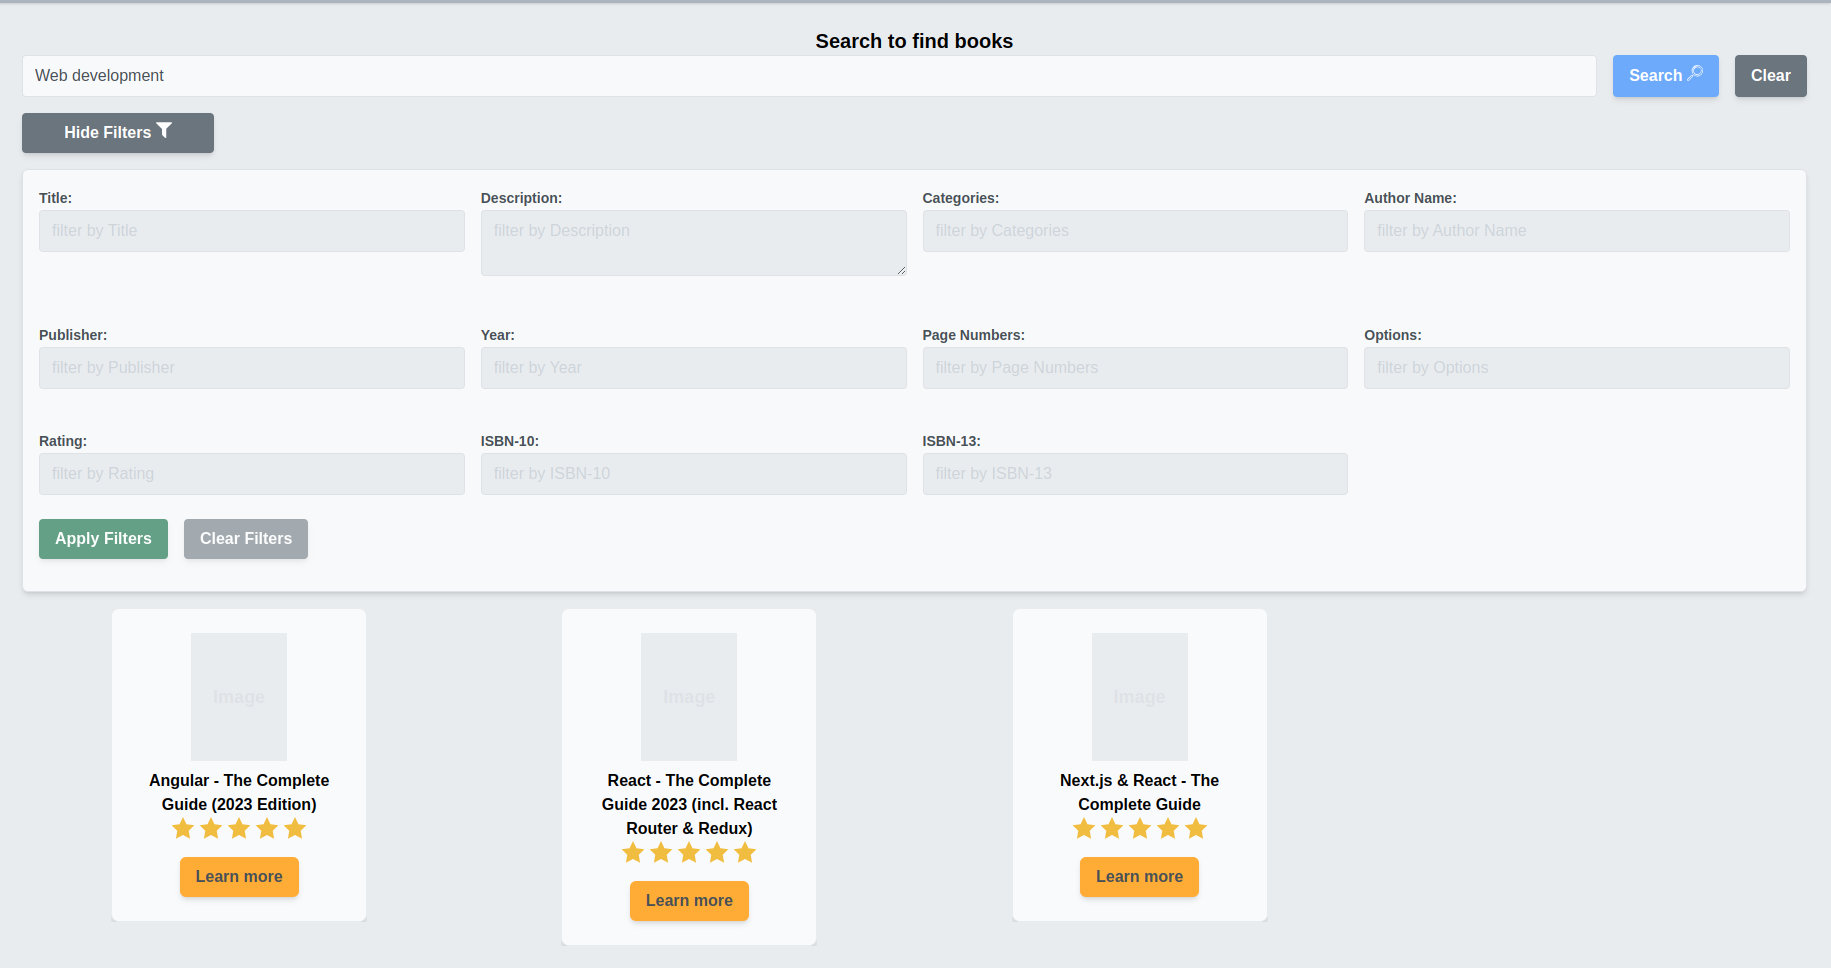 Search to find books
Web development
Search
Clear
Hide Filters
Title:
Description:
Categories:
Author Name:
filter by Title
filter by Description
filter by Categories
filter by Author Name
Publisher:
Year:
Page Numbers:
Options:
filter by Publisher
filter by Year
filter by Page Numbers
filter by Options
Rating:
ISBN-10:
ISBN-13:
filter by Rating
filter by ISBN-10
filter by ISBN-13
Apply Filters
Clear Filters
Image
Angular - The Complete
Guide (2023 Edition)
Learn more
Image
React - The Complete
Guide 2023 (incl. React
Router & Redux)
Learn more
Image
Next.js & React - The
Complete Guide
Learn more